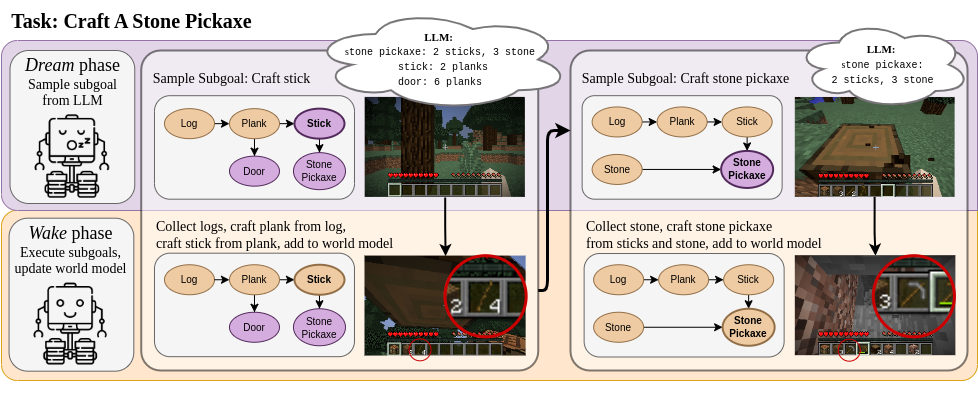 Task: Craft A Stone Pickaxe
Dream phase
Sample subgoal
from LLM
z z z
Sample Subgoal: Craft stick
LLM:
stone pickaxe: 2 sticks, 3 stone
stick: 2 planks
door: 6 planks
Log
Plank
Stick
Door
Stone
Pickaxe
Sample Subgoal: Craft stone pickaxe
LLM:
stone pickaxe:
2 sticks, 3 stone
Log
Plank
Stick
Stone
Stone
Pickaxe
Wake phase
Execute subgoals,
update world model
Collect logs, craft plank from log,
craft stick from plank, add to world model
Log
Plank
Stick
Door
Stone
Pickaxe
2 4
Collect stone, craft stone pickaxe
from sticks and stone, add to world model
Log
Plank
Stick
Stone
Stone
Pickaxe
3